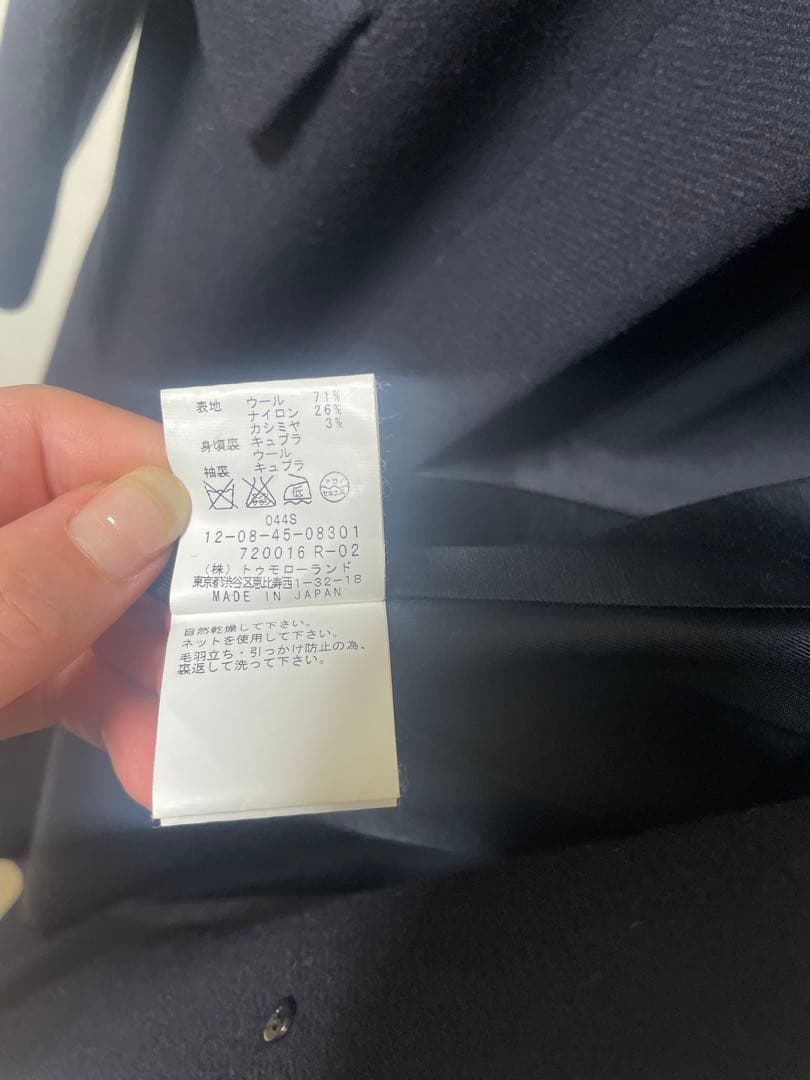 表地 ウール 71%
ナイロン 26%
カシミヤ 3%
身頃裏 キュプラ
ウール
袖裏 キュプラ
低
044S
12-08-45-08301
720016 R-02
(株) トゥモローランド
東京都渋谷区恵比寿西1-32-18
MADE IN JAPAN
自然乾燥して下さい。
ネットを使用して下さい。
毛羽立ち・引っかけ防止の為、
裏返して洗って下さい。